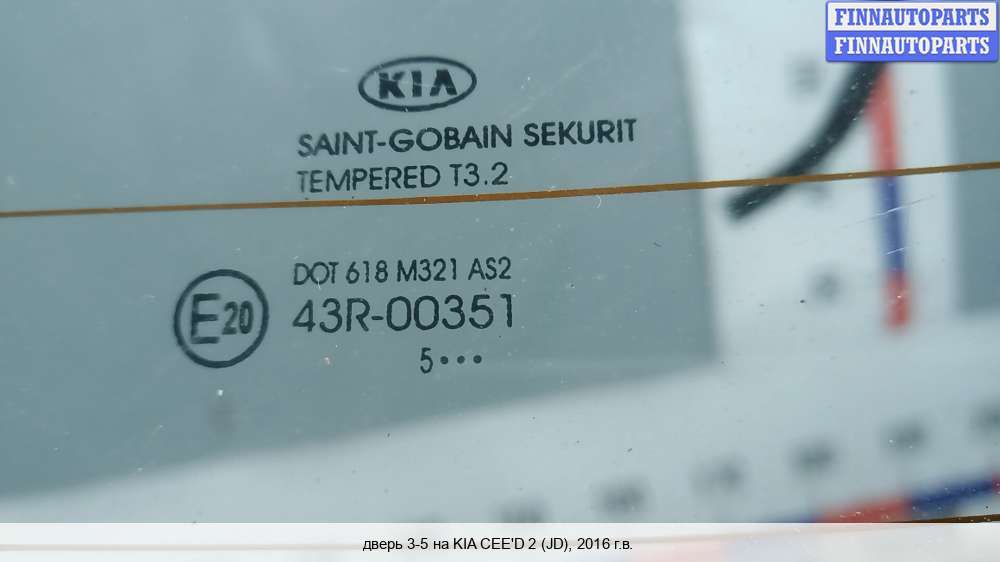 FINNAUTOPARTS
FINNAUTOPARTS
KIA
SAINT-GOBAIN SEKURIT
TEMPERED T3.2
DOT 618 M321 AS2
E20
43R-00351
5•••
дверь 3-5 на KIA CEE'D 2 (JD), 2016 г.в.